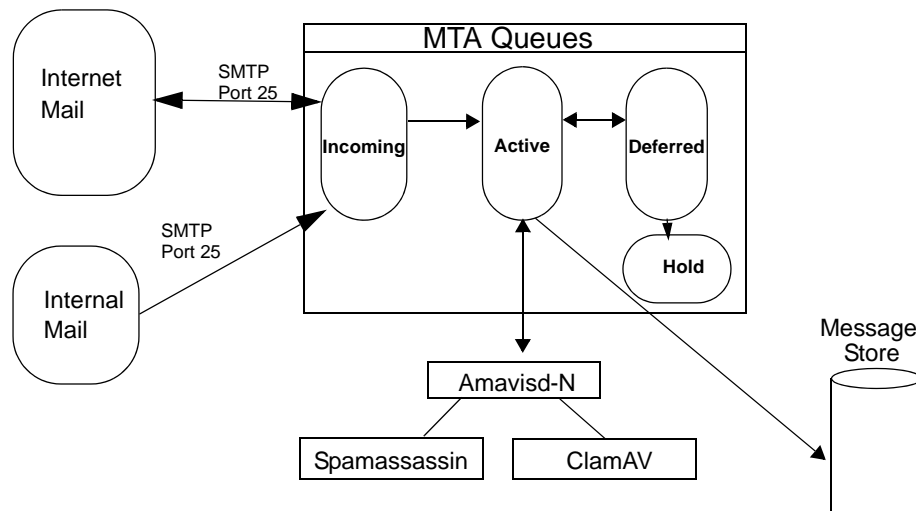 MTA Queues
Internet
Mail
SMTP
Port 25
Incoming
Active
Deferred
Hold
SMTP
Port 25
Internal
Mail
Message
Store
Amavisd-N
Spamassassin
ClamAV